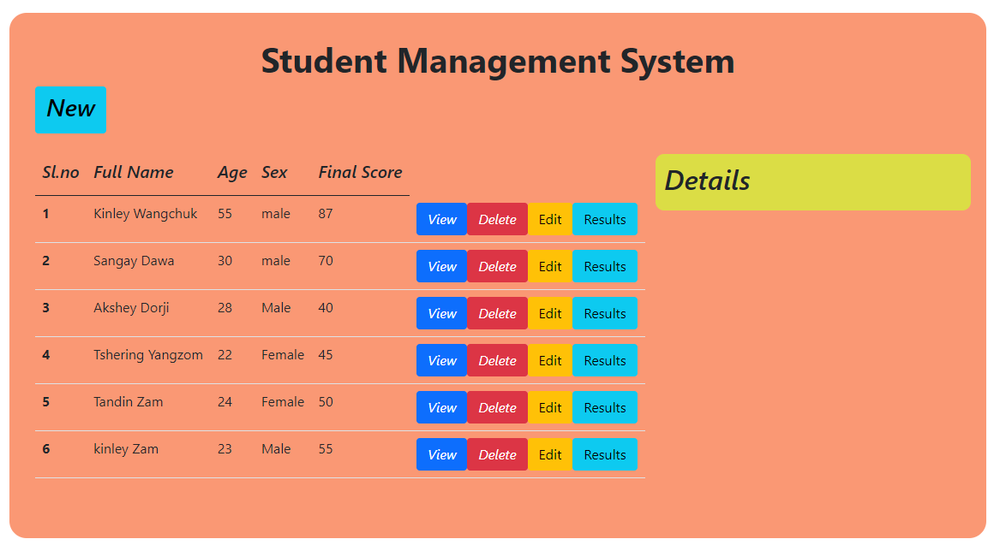 Student Management System
New
Sl.no Full Name Age Sex Final Score
Details
1 Kinley Wangchuk 55 male 87 View Delete Edit Results
2 Sangay Dawa 30 male 70 View Delete Edit Results
3 Akshey Dorji 28 Male 40 View Delete Edit Results
4 Tshering Yangzom 22 Female 45 View Delete Edit Results
5 Tandin Zam 24 Female 50 View Delete Edit Results
6 kinley Zam 23 Male 55 View Delete Edit Results